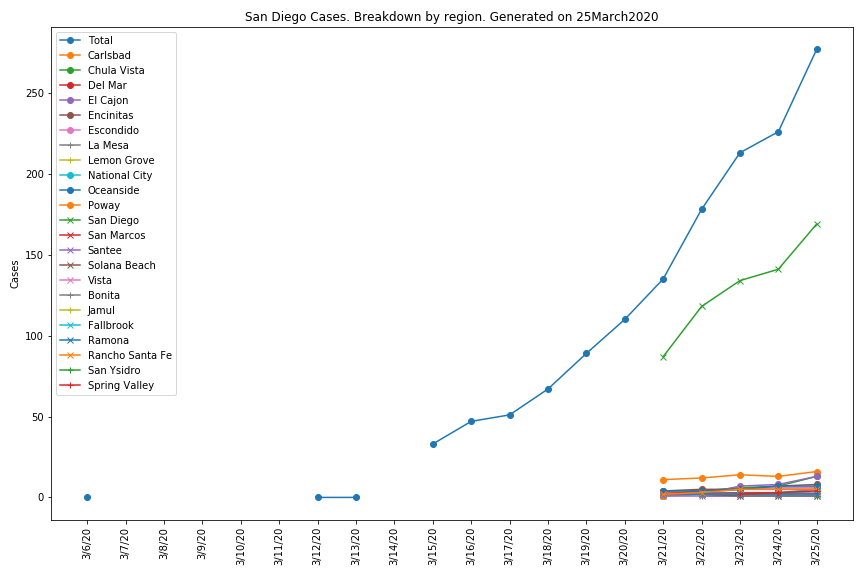 San Diego Cases. Breakdown by region. Generated on 25March2020
Total
Carlsbad
Chula Vista
Del Mar
El Cajon
Encinitas
Escondido
La Mesa
Lemon Grove
National City
Oceanside
Poway
San Diego
San Marcos
Santee
Solana Beach
Vista
Bonita
Jamul
Fallbrook
Ramona
Rancho Santa Fe
San Ysidro
Spring Valley
Cases
250
200
150
100
50
0
3/6/20
3/7/20
3/8/20
3/9/20
3/10/20
3/11/20
3/12/20
3/13/20
3/14/20
3/15/20
3/16/20
3/17/20
3/18/20
3/19/20
3/20/20
3/21/20
3/22/20
3/23/20
3/24/20
3/25/20